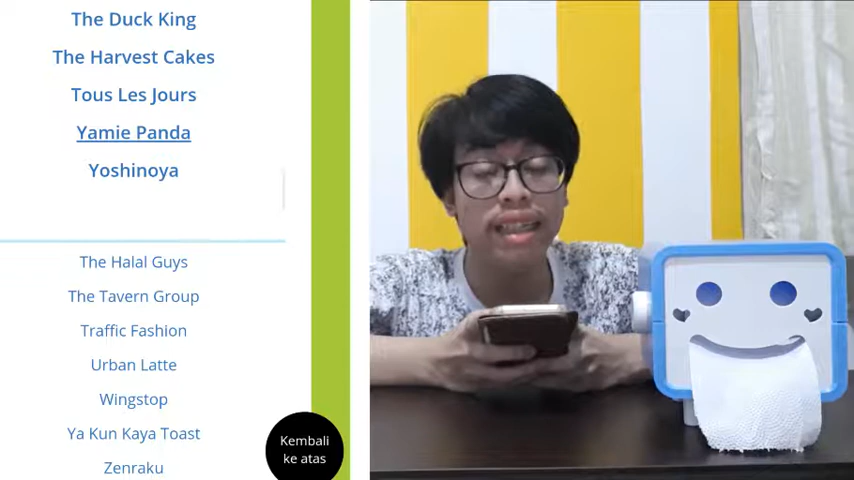 The Duck King
The Harvest Cakes
Tous Les Jours
Yamie Panda
Yoshinoya
The Halal Guys
The Tavern Group
Traffic Fashion
Urban Latte
Wingstop
Ya Kun Kaya Toast
Zenraku
Kembali
ke atas